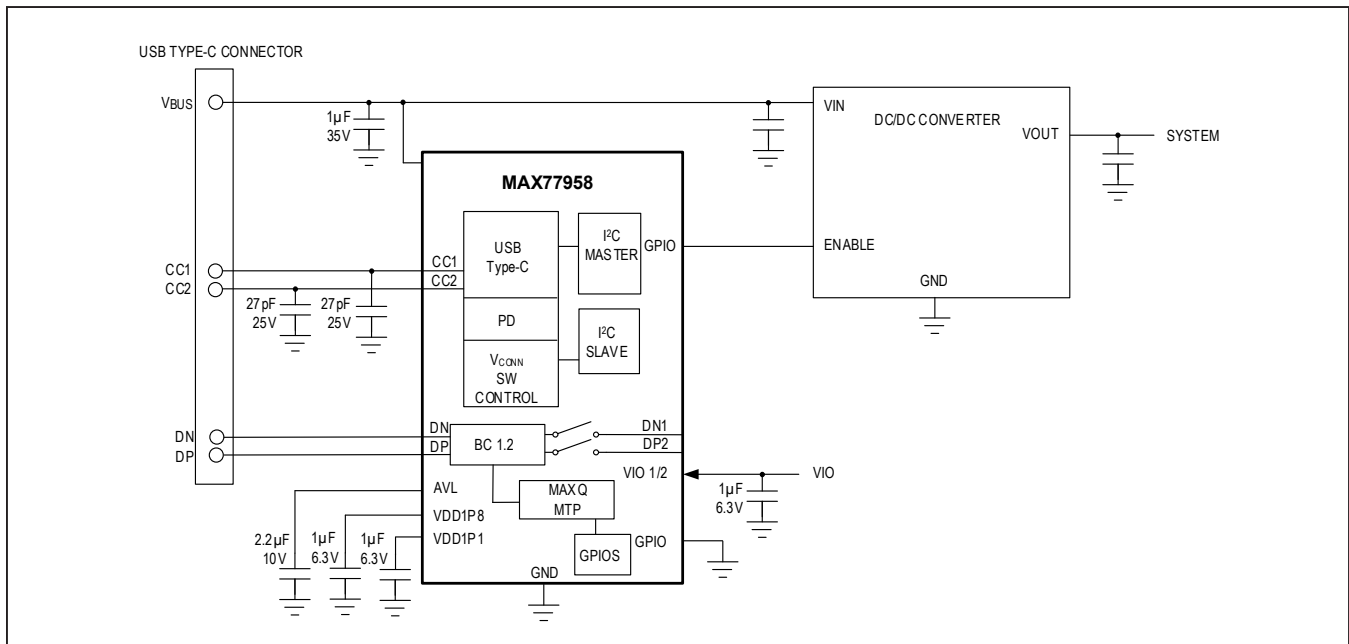 USB TYPE-C CONNECTOR
VBUS
1µF
35V
VIN
DC/DC CONVERTER
VOUT
SYSTEM
MAX77958
USB
Type-C
I²C
MASTER
GPIO
ENABLE
GND
CC1
CC2
CC1
CC2
27pF
25V
27pF
25V
PD
I²C
SLAVE
VCONN
SW
CONTROL
DN
DP
DN
DP
BC 1.2
DN1
DP2
VIO 1/2
VIO
1µF
6.3V
AVL
VDD1P8
VDD1P1
MAXQ
MTP
GPIOS
GPIO
2.2µF
10V
1µF
6.3V
1µF
6.3V
GND